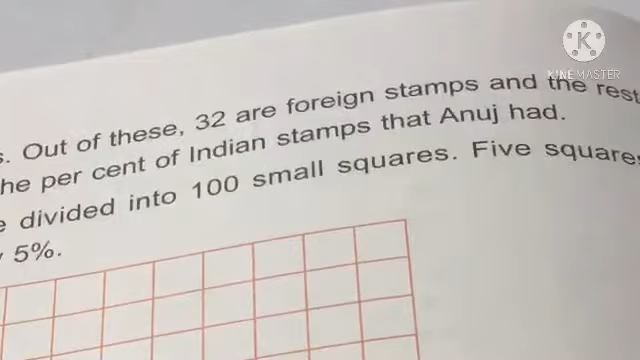 K
KINEMASTER
s. Out of these, 32 are foreign stamps and the rest
he per cent of Indian stamps that Anuj had.
e divided into 100 small squares. Five squares
5%.